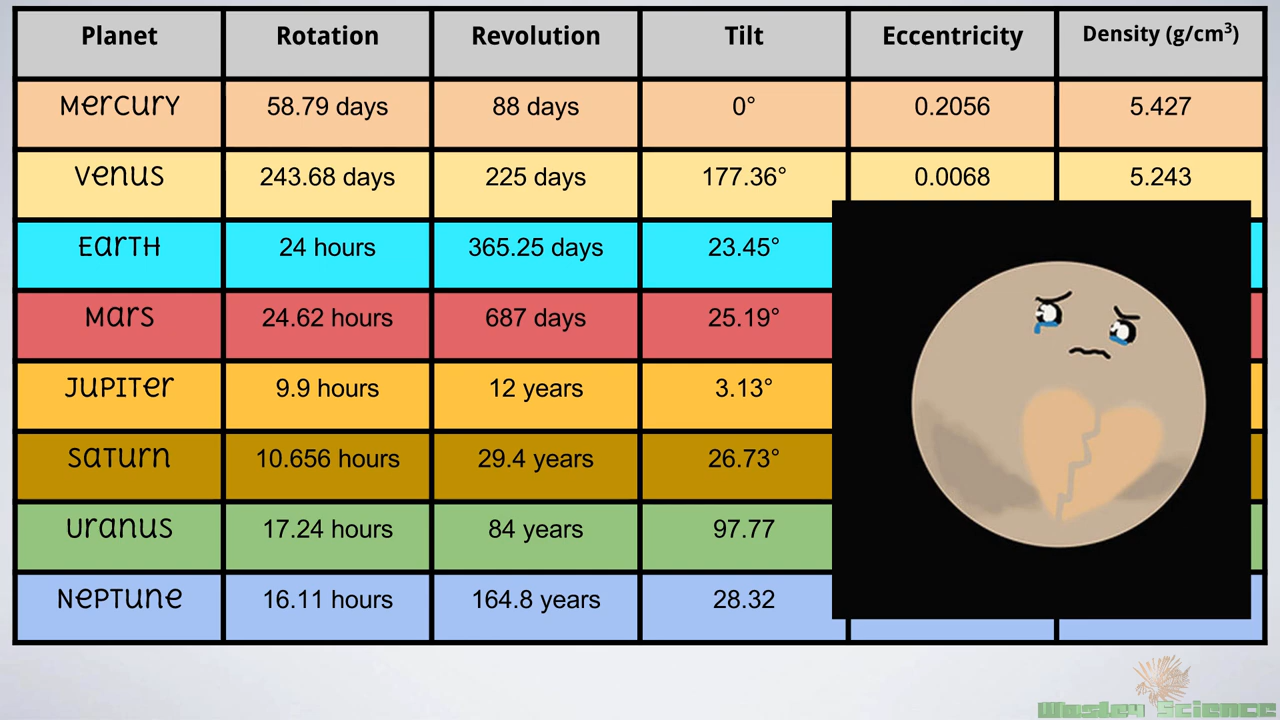 Planet Rotation Revolution Tilt Eccentricity Density (g/cm³)
Mercury 58.79 days 88 days 0° 0.2056 5.427
Venus 243.68 days 225 days 177.36° 0.0068 5.243
Earth 24 hours 365.25 days 23.45°
Mars 24.62 hours 687 days 25.19°
Jupiter 9.9 hours 12 years 3.13°
Saturn 10.656 hours 29.4 years 26.73°
Uranus 17.24 hours 84 years 97.77
Neptune 16.11 hours 164.8 years 28.32
Wesley Science